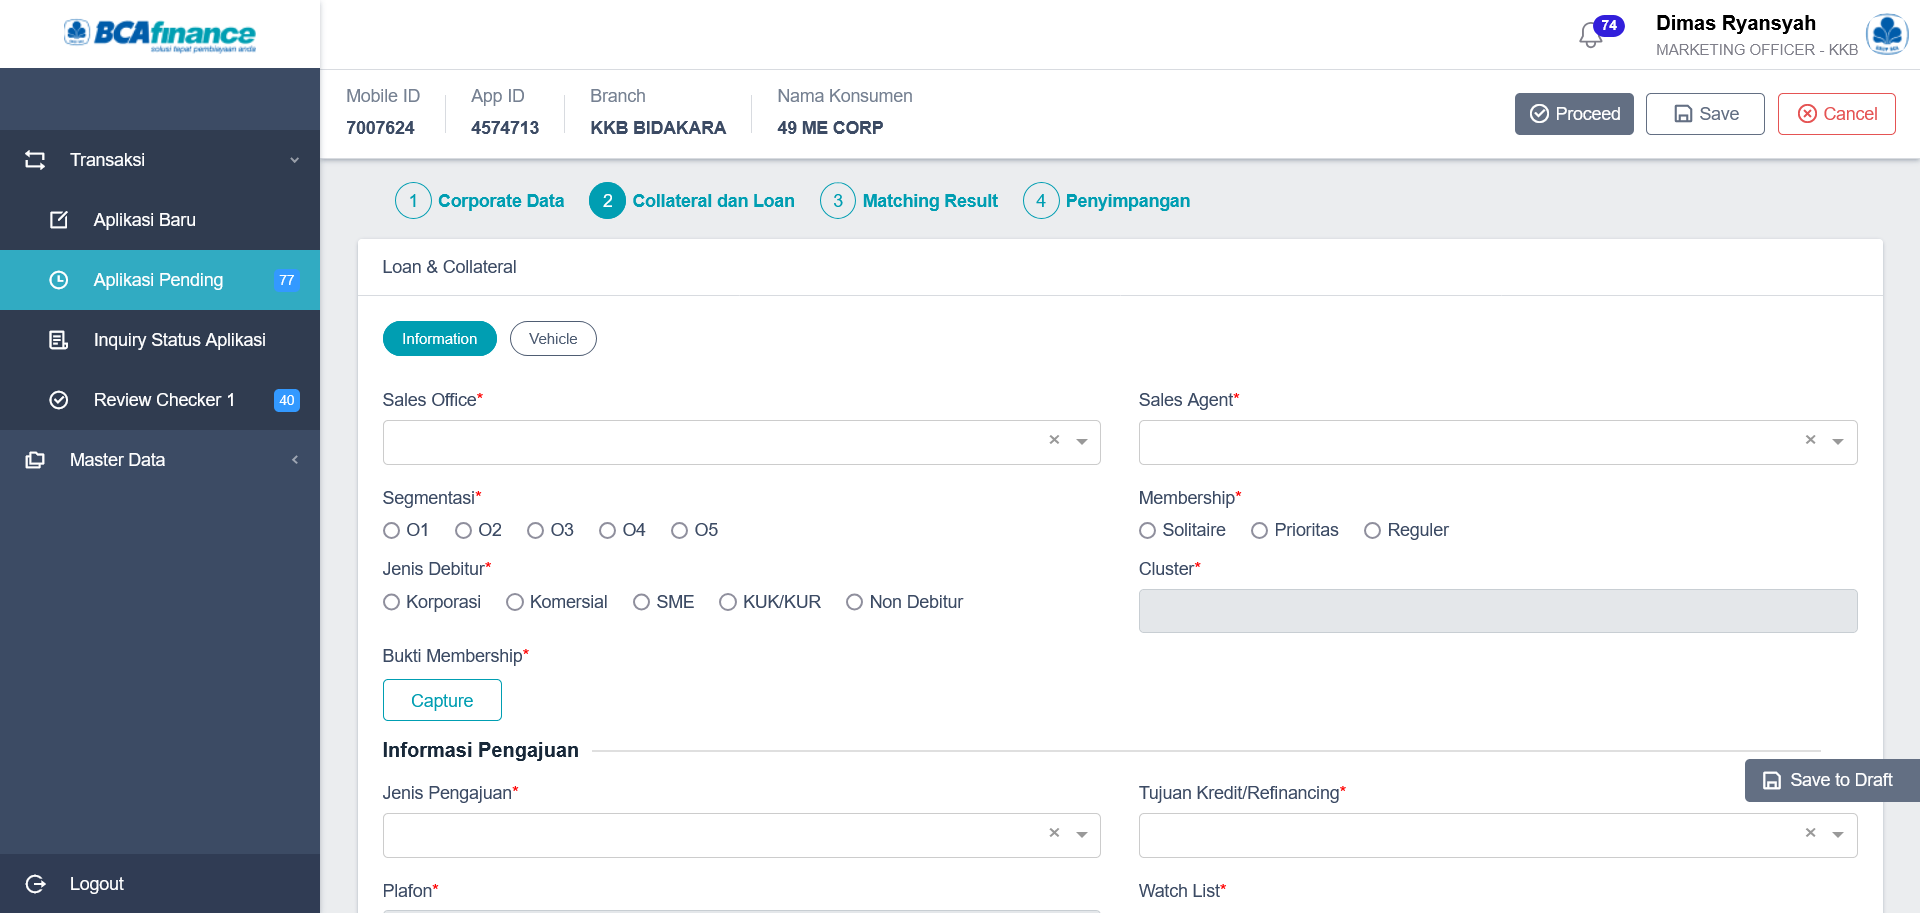 BCAfinance
solusi tepat pembiayaan anda
74
Dimas Ryansyah
MARKETING OFFICER - KKB
Mobile ID
7007624
App ID
4574713
Branch
KKB BIDAKARA
Nama Konsumen
49 ME CORP
Proceed
Save
Cancel
Transaksi
Aplikasi Baru
Aplikasi Pending 77
Inquiry Status Aplikasi
Review Checker 1 40
Master Data
Logout
1 Corporate Data
2 Collateral dan Loan
3 Matching Result
4 Penyimpangan
Loan & Collateral
Information
Vehicle
Sales Office*
Sales Agent*
Segmentasi*
O1 O2 O3 O4 O5
Membership*
Solitaire Prioritas Reguler
Jenis Debitur*
Korporasi Komersial SME KUK/KUR Non Debitur
Cluster*
Bukti Membership*
Capture
Informasi Pengajuan
Save to Draft
Jenis Pengajuan*
Tujuan Kredit/Refinancing*
Plafon*
Watch List*